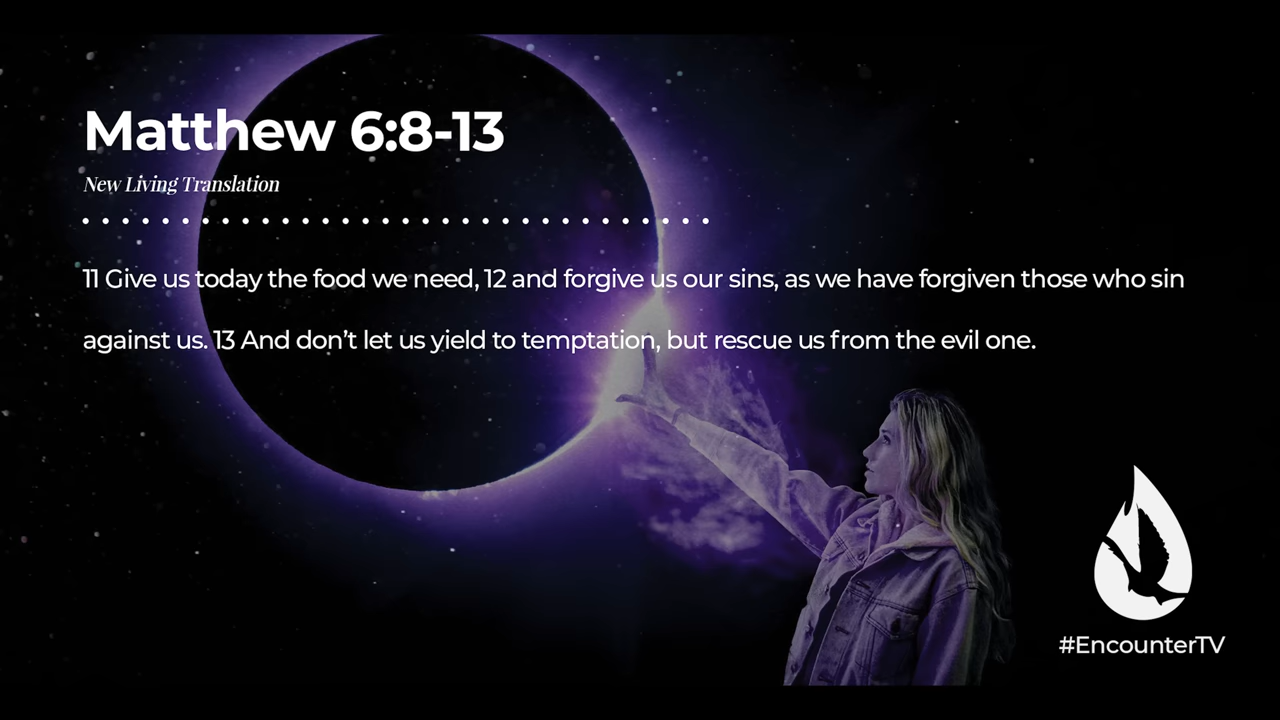 Matthew 6:8-13
New Living Translation
11 Give us today the food we need, 12 and forgive us our sins, as we have forgiven those who sin
against us. 13 And don’t let us yield to temptation, but rescue us from the evil one.
#EncounterTV